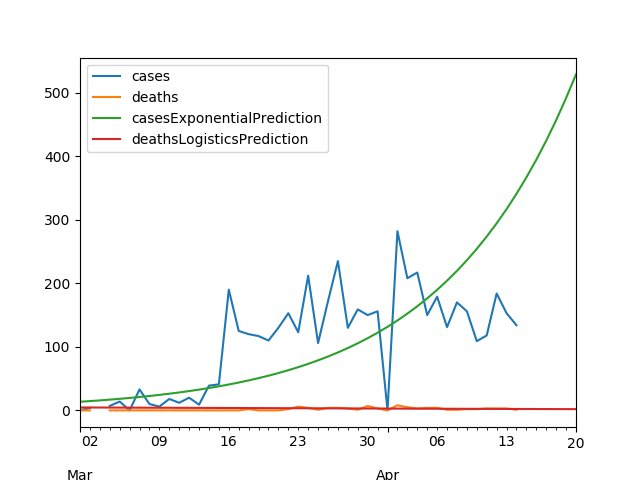 cases
deaths
casesExponentialPrediction
deathsLogisticsPrediction
500
400
300
200
100
0
02 09 16 23 30 06 13 20
Mar Apr